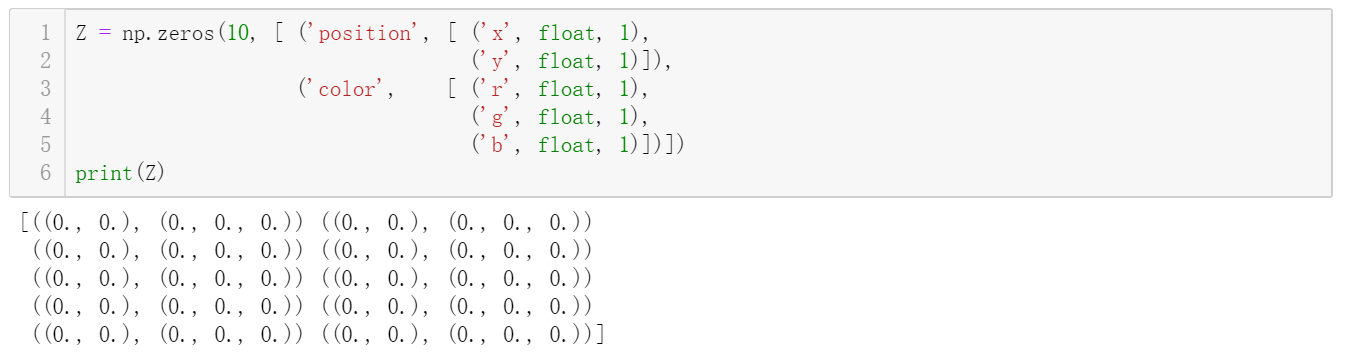 1 Z = np.zeros(10, [ ('position', [ ('x', float, 1),
2 ('y', float, 1)]),
3 ('color', [ ('r', float, 1),
4 ('g', float, 1),
5 ('b', float, 1)])])
6 print(Z)
[((0., 0.), (0., 0., 0.)) ((0., 0.), (0., 0., 0.))
((0., 0.), (0., 0., 0.)) ((0., 0.), (0., 0., 0.))
((0., 0.), (0., 0., 0.)) ((0., 0.), (0., 0., 0.))
((0., 0.), (0., 0., 0.)) ((0., 0.), (0., 0., 0.))
((0., 0.), (0., 0., 0.)) ((0., 0.), (0., 0., 0.))]